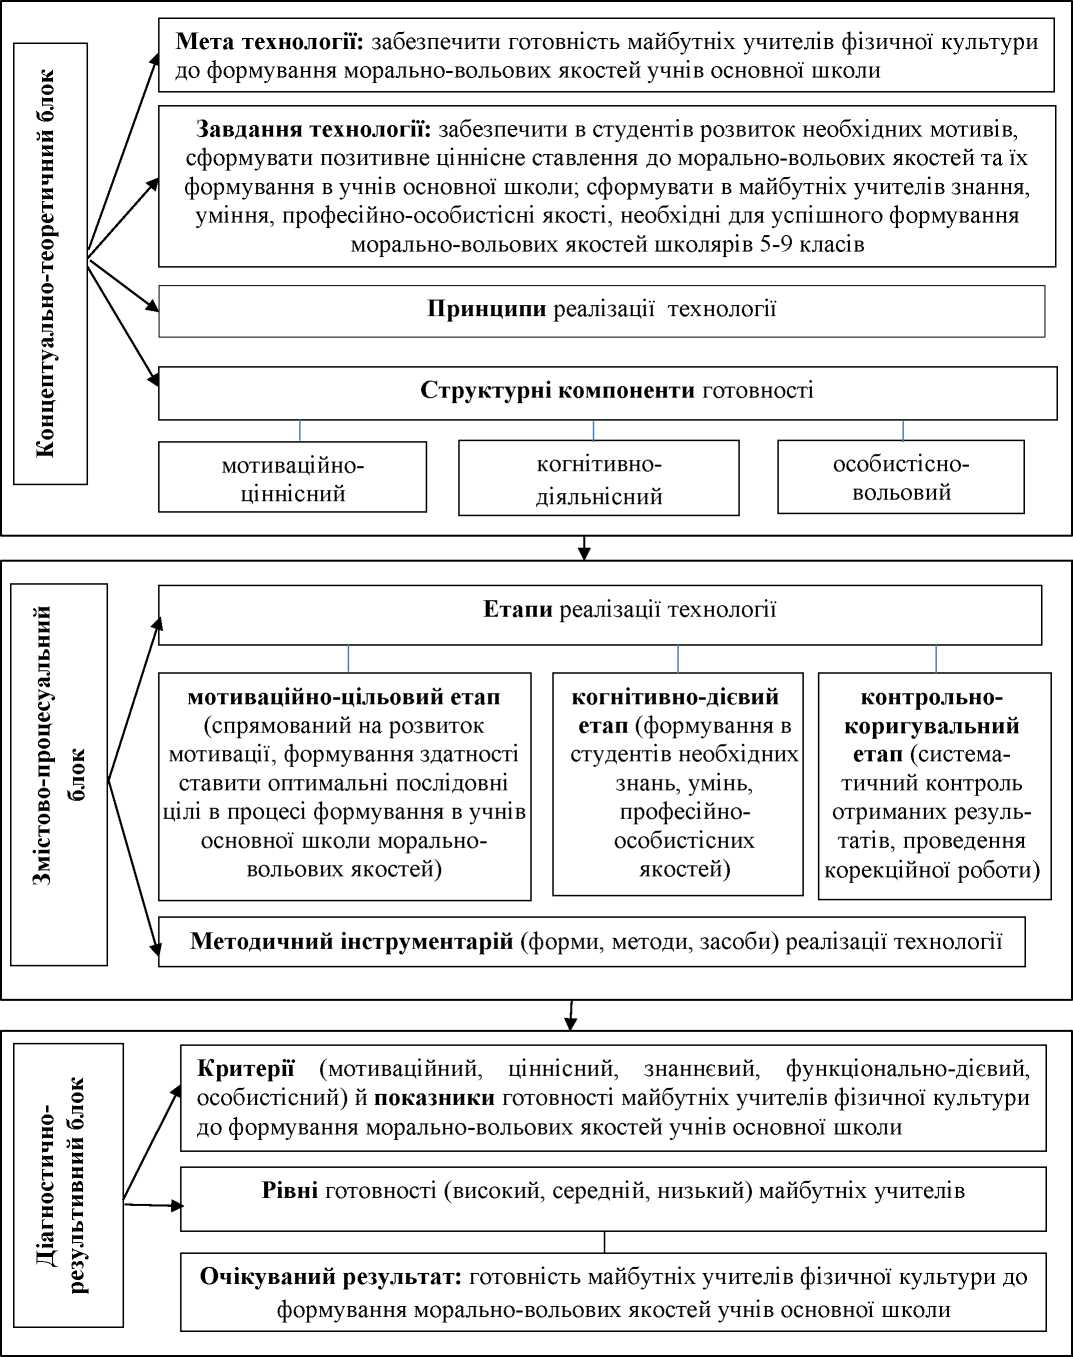 Концептуально-теоретичний блок
Мета технології: забезпечити готовність майбутніх учителів фізичної культури
до формування морально-вольових якостей учнів основної школи
Завдання технології: забезпечити в студентів розвиток необхідних мотивів,
сформувати позитивне ціннісне ставлення до морально-вольових якостей та їх
формування в учнів основної школи; сформувати в майбутніх учителів знання,
уміння, професійно-особистісні якості, необхідні для успішного формування
морально-вольових якостей школярів 5-9 класів
Принципи реалізації технології
Структурні компоненти готовності
мотиваційно-
ціннісний
когнітивно-
діяльнісний
особистісно-
вольовий
Змістово-процесуальний
блок
Етапи реалізації технології
мотиваційно-цільовий етап
(спрямований на розвиток
мотивації, формування здатності
ставити оптимальні послідовні
цілі в процесі формування в учнів
основної школи морально-
вольових якостей)
когнітивно-дієвий
етап (формування в
студентів необхідних
знань, умінь,
професійно-
особистісних
якостей)
контрольно-
коригувальний
етап (система-
тичний контроль
отриманих резуль-
татів, проведення
корекційної роботи)
Методичний інструментарій (форми, методи, засоби) реалізації технології
Діагностично-
результивний блок
Критерії (мотиваційний, ціннісний, знаннєвий, функціонально-дієвий,
особистісний) й показники готовності майбутніх учителів фізичної культури
до формування морально-вольових якостей учнів основної школи
Рівні готовності (високий, середній, низький) майбутніх учителів
Очікуваний результат: готовність майбутніх учителів фізичної культури до
формування морально-вольових якостей учнів основної школи